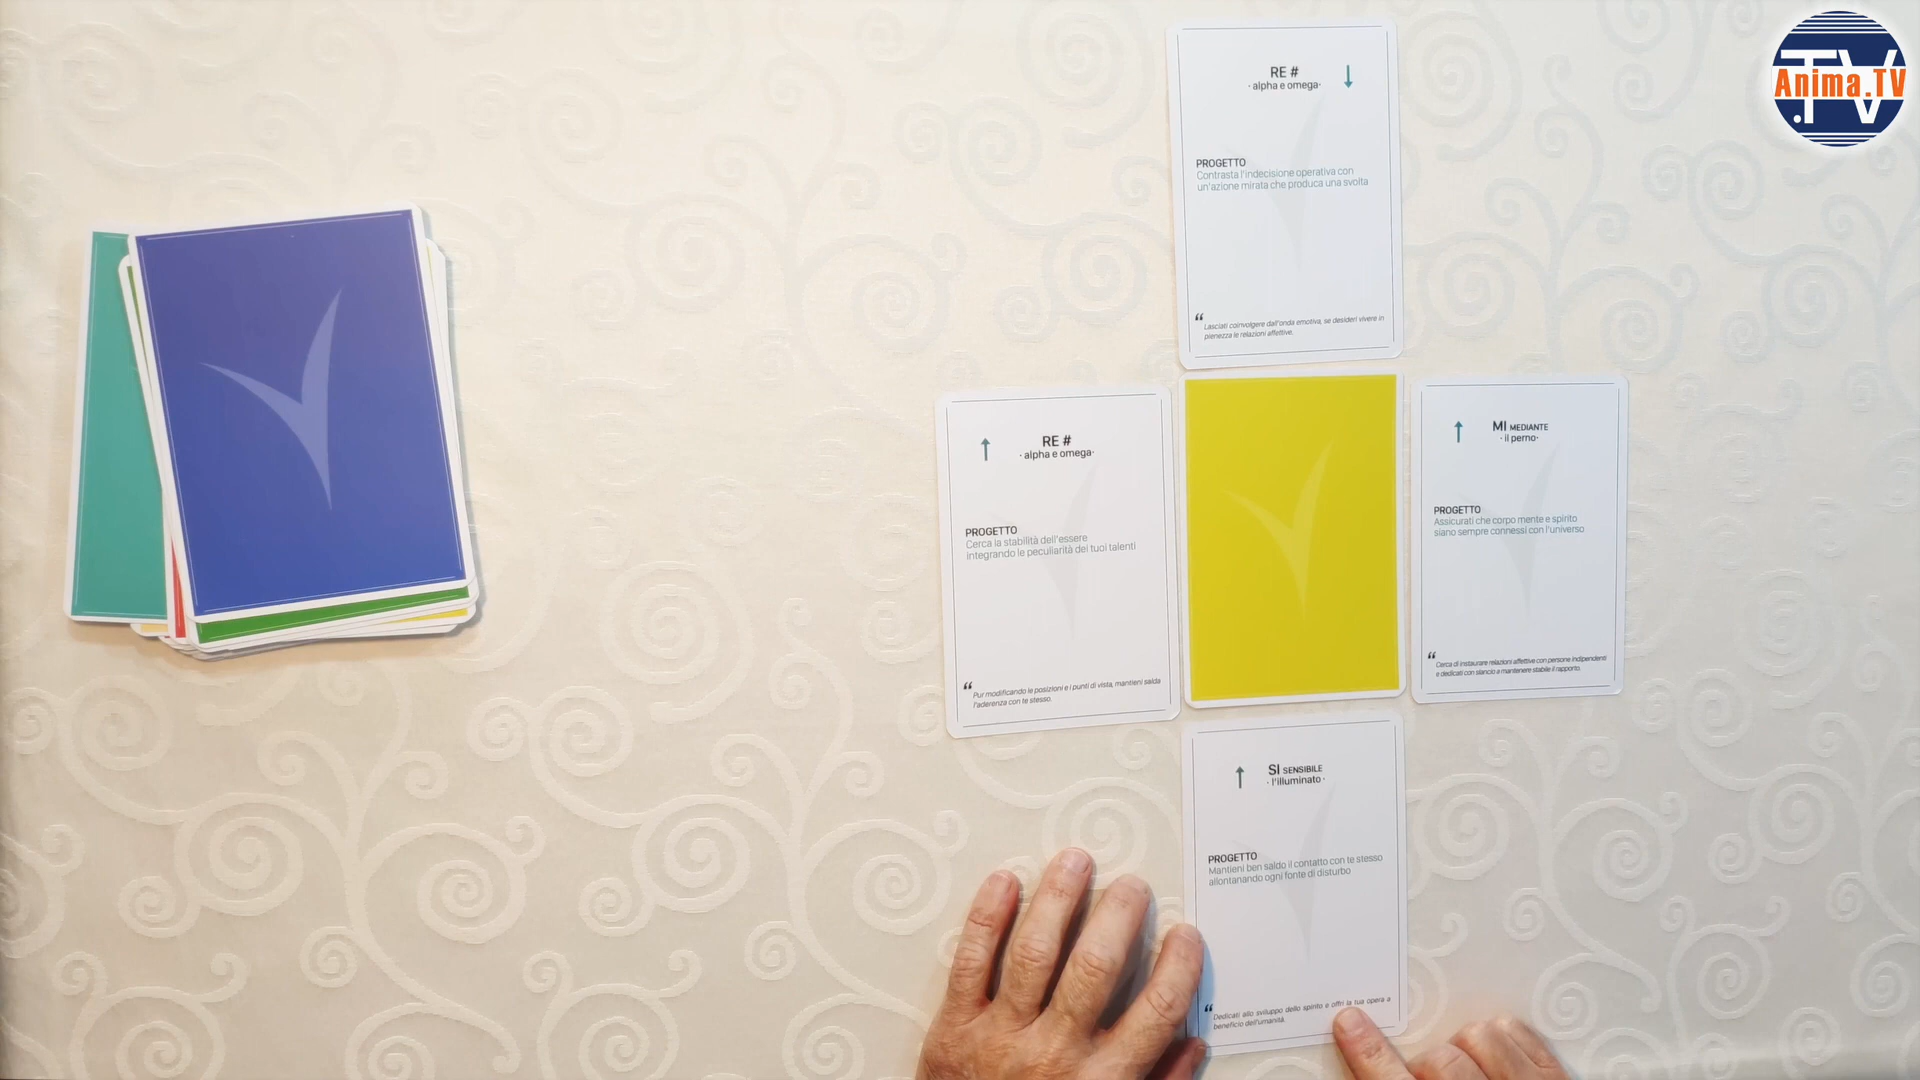 RE #
· alpha e omega·
PROGETTO
Contrasta l'indecisione operativa con
un'azione mirata che produca una svolta
Lasciati coinvolgere dall'onda emotiva, se desideri vivere in
pienezza le relazioni affettive.
RE #
· alpha e omega·
PROGETTO
Cerca la stabilità dell'essere
integrando le peculiarità dei tuoi talenti
Pur modificando le posizioni e i punti di vista, mantieni salda
l'aderenza con te stesso.
MI MEDIANTE
· il perno·
PROGETTO
Assicurati che corpo mente e spirito
siano sempre connessi con l'universo
Cerca di instaurare relazioni affettive con persone indipendenti
e dedicati con slancio a mantenere stabile il rapporto.
SI SENSIBILE
· l'illuminato ·
PROGETTO
Mantieni ben saldo il contatto con te stesso
allontanando ogni fonte di disturbo
Dedicati allo sviluppo dello spirito e offri la tua opera a
beneficio dell'umanità.
.TV
Anima.TV